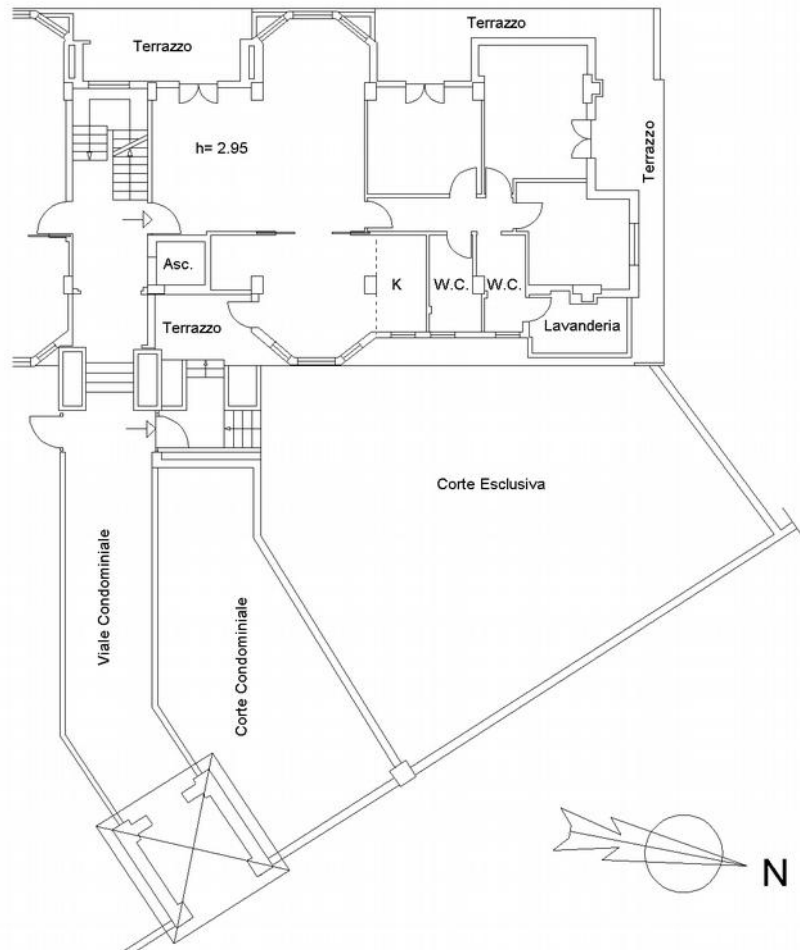 Terrazzo
Terrazzo
Terrazzo
h= 2.95
Asc.
K
W.C.
W.C.
Terrazzo
Lavanderia
Corte Esclusiva
Viale Condominiale
Corte Condominiale
N